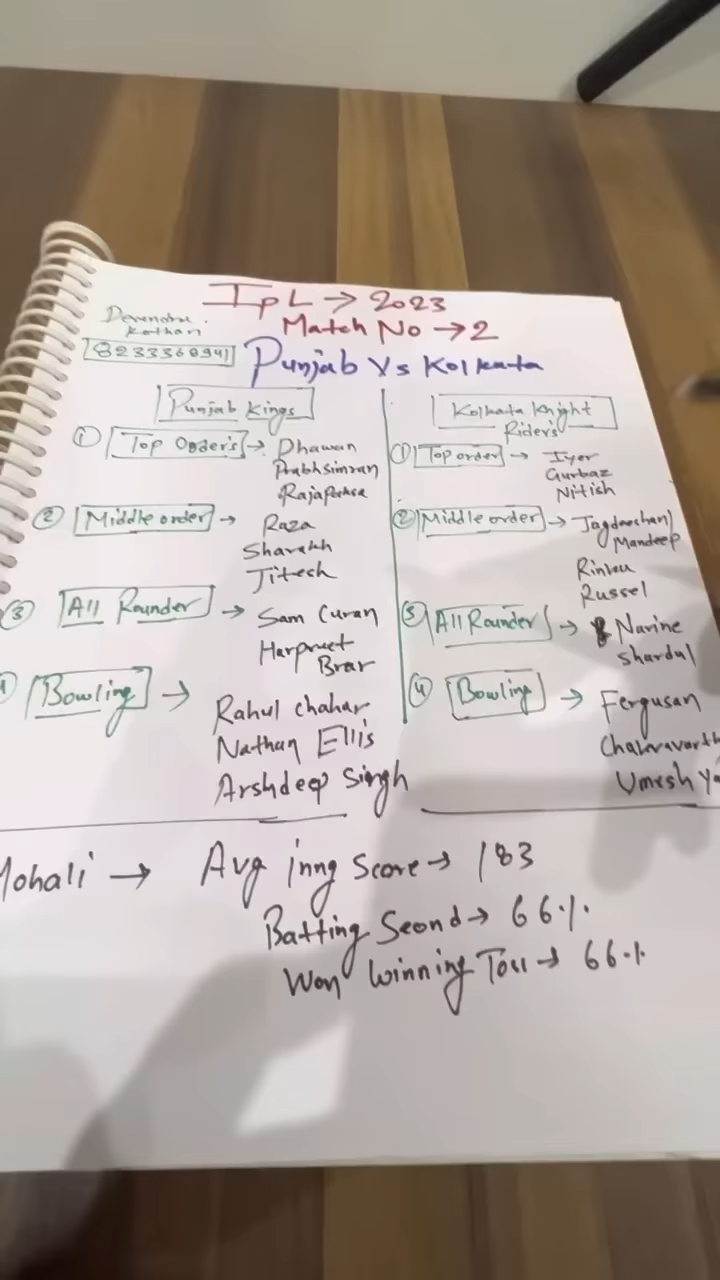 IPL → 2023
Match No → 2
Devendra
Kothari
8233360941
Punjab Vs Kolkata
Punjab Kings
① Top Order's → Dhawan
Prabhsimran
Rajapaksa
② Middle order → Raza
Sharukh
Jitesh
③ All Rounder → Sam Curan
Harpreet
Brar
Bowling → Rahul Chahar
Nathan Ellis
Arshdeep Singh
Kolkata Knight
Riders
① Top order → Iyer
Gurbaz
Nitish
② Middle order → Jagdeeshan
Mandeep
Rinku
Russel
③ All Rounder → Narine
Shardul
④ Bowling → Fergusan
Chakravarth
Umesh Ya
Mohali → Avg inng Score → 183
Batting Seond → 66%
Won winning Toss → 66%